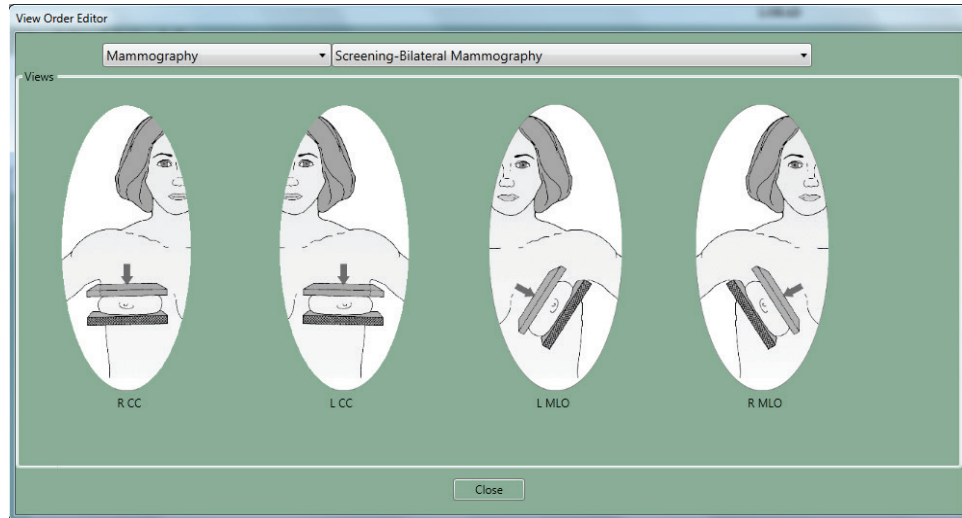 View Order Editor
Mammography
Screening-Bilateral Mammography
Views
R CC
L CC
L MLO
R MLO
Close